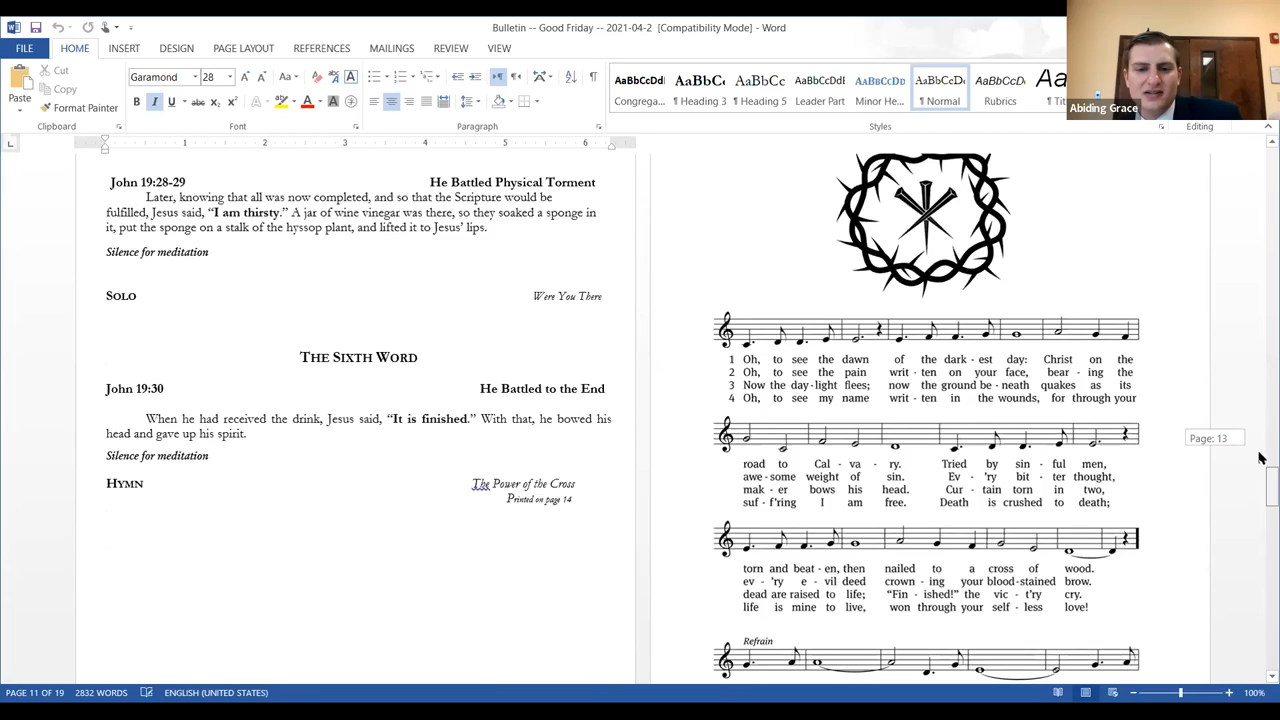 Bulletin -- Good Friday -- 2021-04-2 [Compatibility Mode] - Word
FILE HOME INSERT DESIGN PAGE LAYOUT REFERENCES MAILINGS REVIEW VIEW
Abiding Grace
Cut
Copy
Format Painter
Paste
Garamond 28
AaBbCcDd AaBbC AaBbCc AaBbCcDd AaBbCcDd AaBbCcDc AaBbCcDd
Congrega... ¶ Heading 3 ¶ Heading 5 Leader Part Minor He... ¶ Normal Rubrics
Clipboard Font Paragraph Styles Editing
1 2 3 4 5 6
John 19:28-29 He Battled Physical Torment
Later, knowing that all was now completed, and so that the Scripture would be
fulfilled, Jesus said, “I am thirsty.” A jar of wine vinegar was there, so they soaked a sponge in
it, put the sponge on a stalk of the hyssop plant, and lifted it to Jesus’ lips.
Silence for meditation
SOLO Were You There
THE SIXTH WORD
John 19:30 He Battled to the End
When he had received the drink, Jesus said, “It is finished.” With that, he bowed his
head and gave up his spirit.
Silence for meditation
HYMN The Power of the Cross
Printed on page 14
1 Oh, to see the dawn of the dark - est day: Christ on the
2 Oh, to see the pain writ - ten on your face, bear - ing the
3 Now the day - light flees; now the ground be - neath quakes as its
4 Oh, to see my name writ - ten in the wounds, for through your
road to Cal - va - ry. Tried by sin - ful men,
awe - some weight of sin. Ev - ’ry bit - ter thought,
mak - er bows his head. Cur - tain torn in two,
suf - f’ring I am free. Death is crushed to death;
torn and beat - en, then nailed to a cross of wood.
ev - ’ry e - vil deed crown - ing your blood - stained brow.
dead are raised to life; “Fin - ished!” the vic - t’ry cry.
life is mine to live, won through your self - less love!
Refrain
Page: 13
PAGE 11 OF 19 2832 WORDS ENGLISH (UNITED STATES) 100%